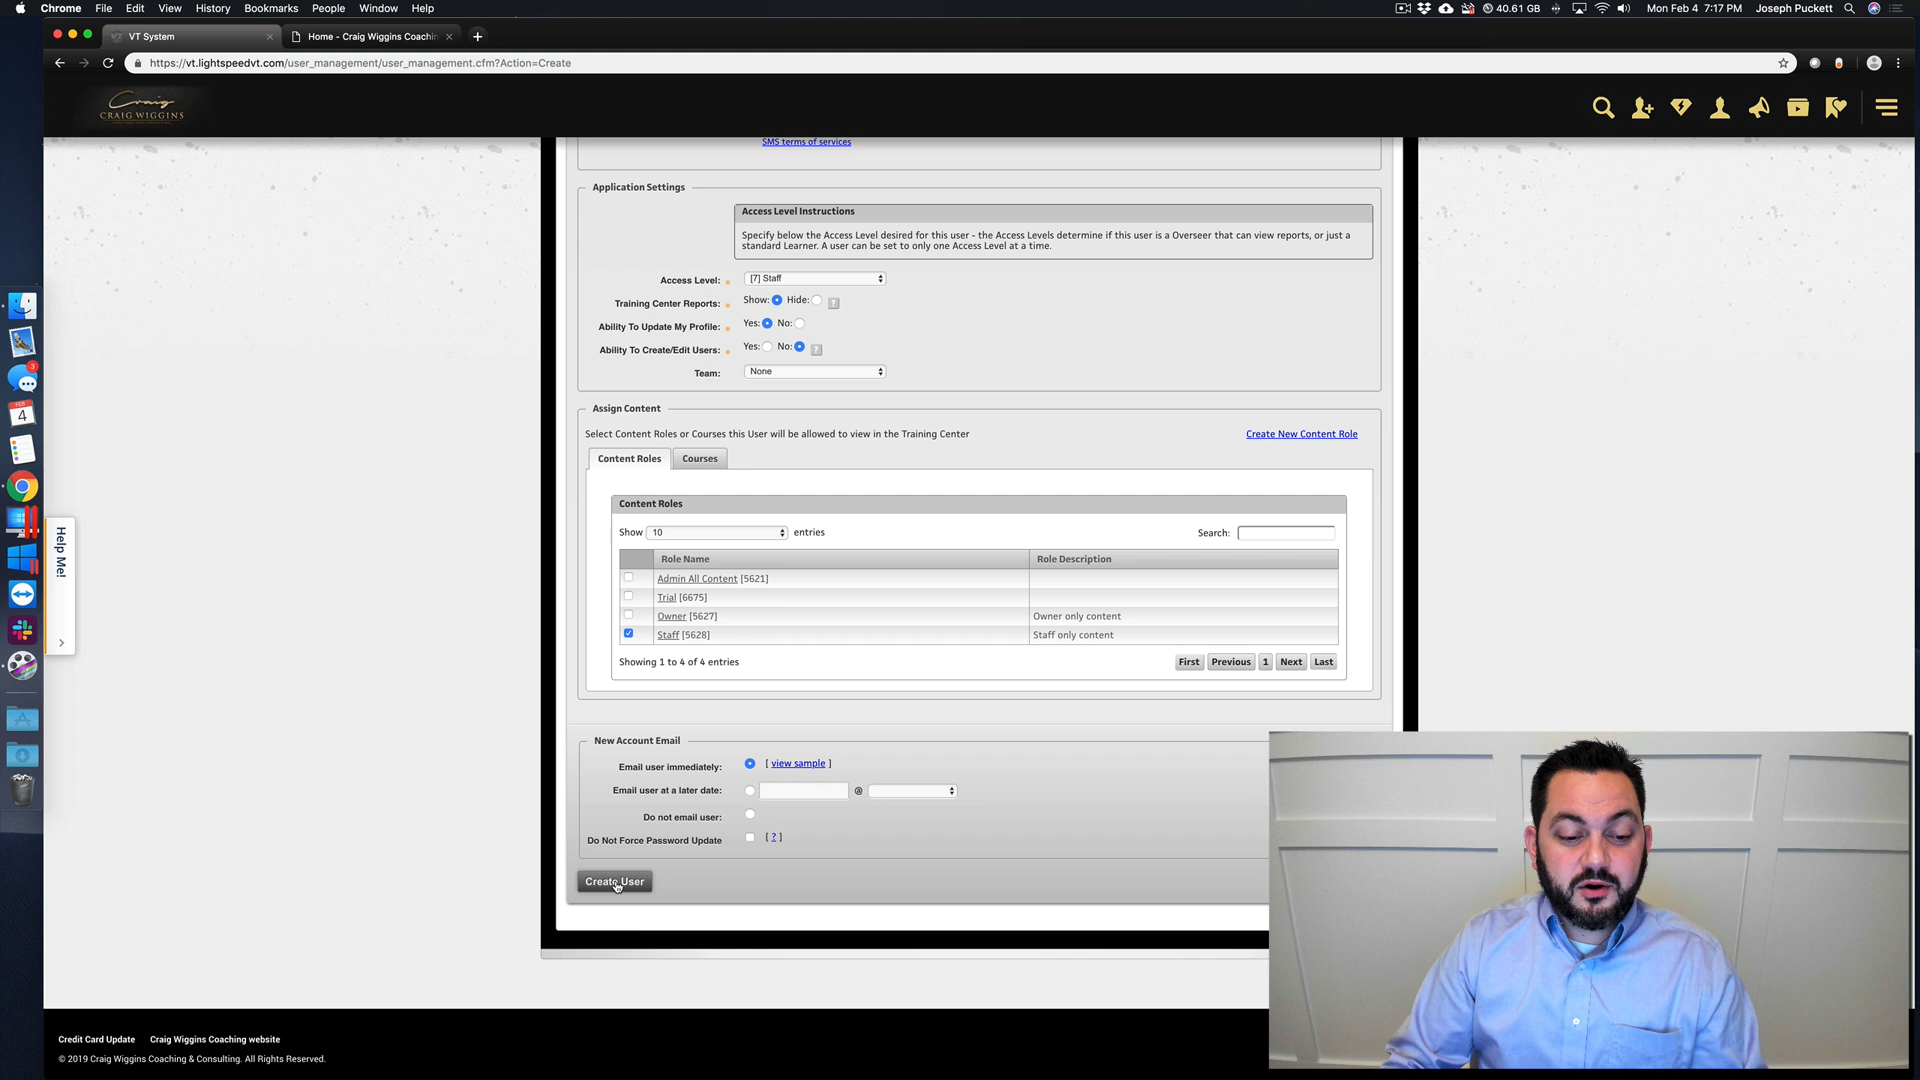 Chrome File Edit View History Bookmarks People Window Help
40.61 GB Mon Feb 4 7:17 PM Joseph Puckett
VT System
Home - Craig Wiggins Coachin
https://vt.lightspeedvt.com/user_management/user_management.cfm?Action=Create
Craig
CRAIG WIGGINS
SMS terms of services
Application Settings
Access Level Instructions
Specify below the Access Level desired for this user - the Access Levels determine if this user is a Overseer that can view reports, or just a
standard Learner. A user can be set to only one Access Level at a time.
Access Level: [7] Staff
Training Center Reports: Show: Hide: ?
Ability To Update My Profile: Yes: No:
Ability To Create/Edit Users: Yes: No: ?
Team: None
Assign Content
Select Content Roles or Courses this User will be allowed to view in the Training Center Create New Content Role
Content Roles Courses
Content Roles
Show 10 entries Search:
Role Name Role Description
Admin All Content [5621]
Trial [6675]
Owner [5627] Owner only content
Staff [5628] Staff only content
Showing 1 to 4 of 4 entries First Previous 1 Next Last
New Account Email
Email user immediately: [ view sample ]
Email user at a later date: @
Do not email user:
Do Not Force Password Update [ ? ]
Create User
Help Me!
3
FEB
4
Credit Card Update Craig Wiggins Coaching website
© 2019 Craig Wiggins Coaching & Consulting. All Rights Reserved.